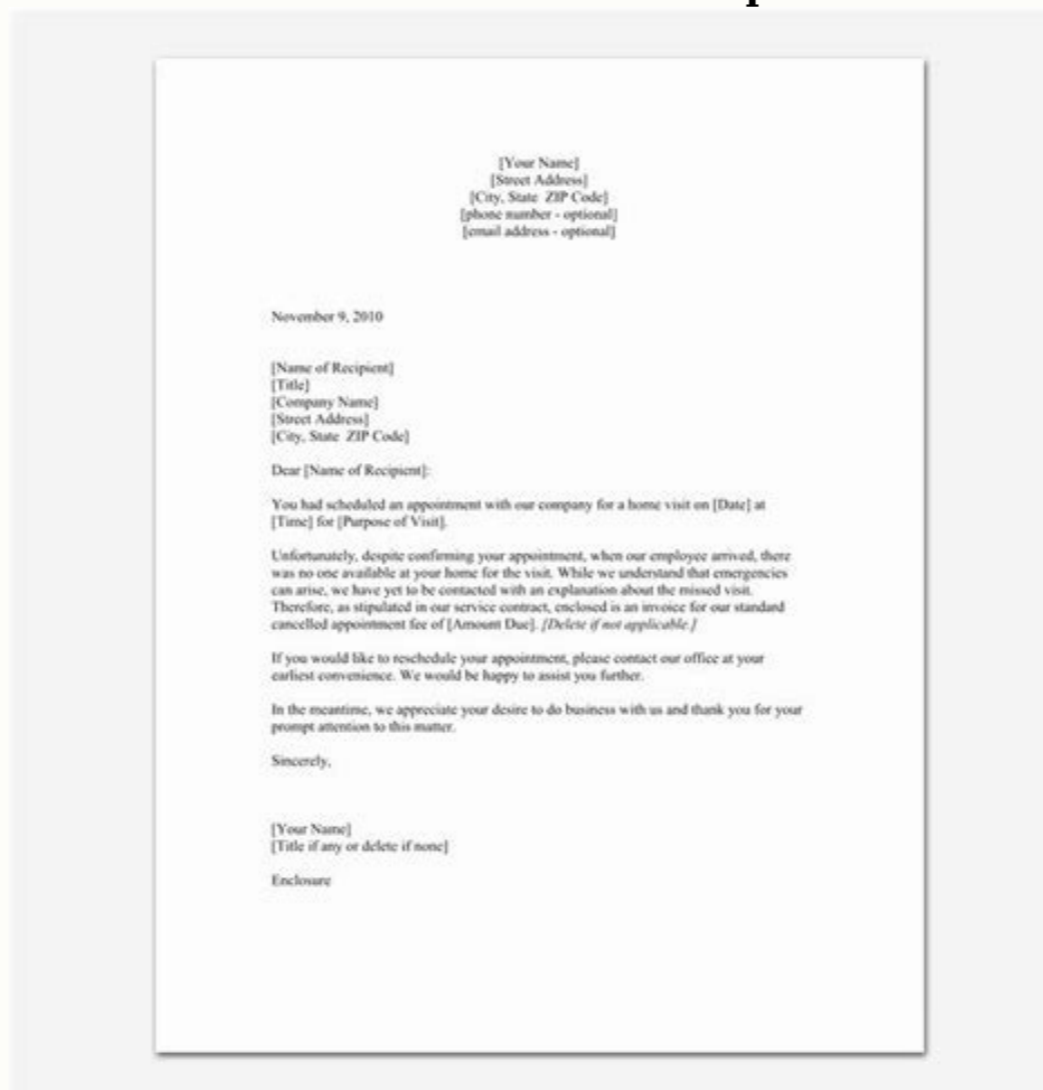 [Your Name]
[Street Address]
[City, State ZIP Code]
[phone number - optional]
[email address - optional]
November 9, 2010
[Name of Recipient]
[Title]
[Company Name]
[Street Address]
[City, State ZIP Code]
Dear [Name of Recipient]:
You had scheduled an appointment with our company for a home visit on [Date] at
[Time] for [Purpose of Visit].
Unfortunately, despite confirming your appointment, when our employee arrived, there
was no one available at your home for the visit. While we understand that emergencies
can arise, we have yet to be contacted with an explanation about the missed visit.
Therefore, as stipulated in our service contract, enclosed is an invoice for our standard
cancelled appointment fee of [Amount Due]. [Delete if not applicable.]
If you would like to reschedule your appointment, please contact our office at your
earliest convenience. We would be happy to assist you further.
In the meantime, we appreciate your desire to do business with us and thank you for your
prompt attention to this matter.
Sincerely,
[Your Name]
[Title if any or delete if none]
Enclosure